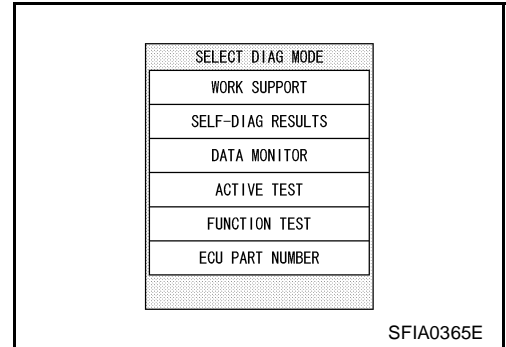 SELECT DIAG MODE
WORK SUPPORT
SELF-DIAG RESULTS
DATA MONITOR
ACTIVE TEST
FUNCTION TEST
ECU PART NUMBER
SFIA0365E